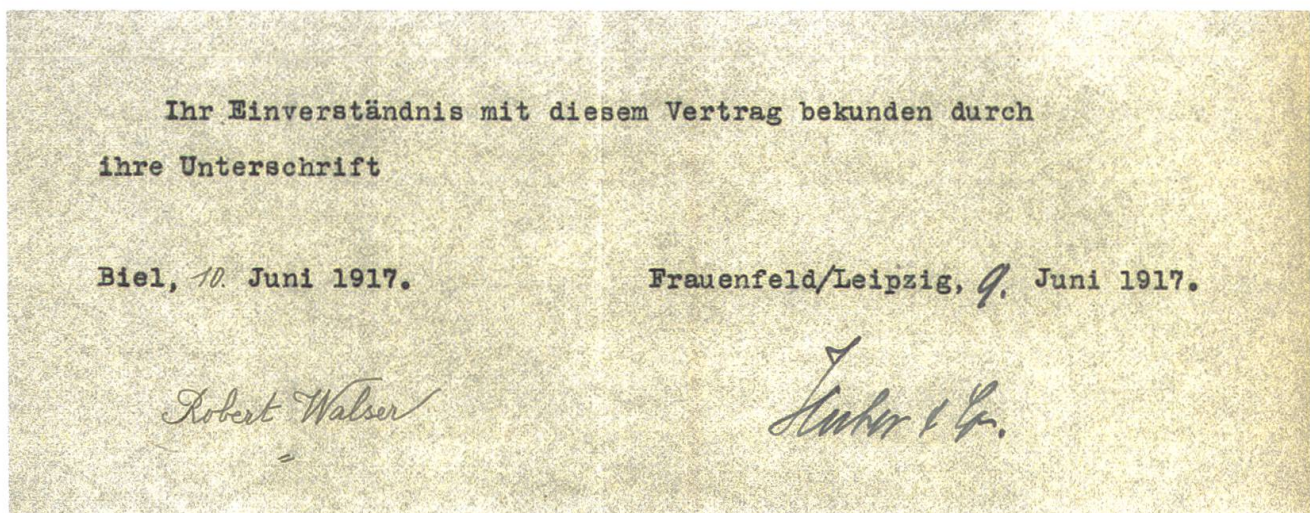 Ihr Einverständnis mit diesem Vertrag bekunden durch
ihre Unterschrift
Biel, 10. Juni 1917. Frauenfeld/Leipzig, 9. Juni 1917.
Robert Walser Huber & Co.